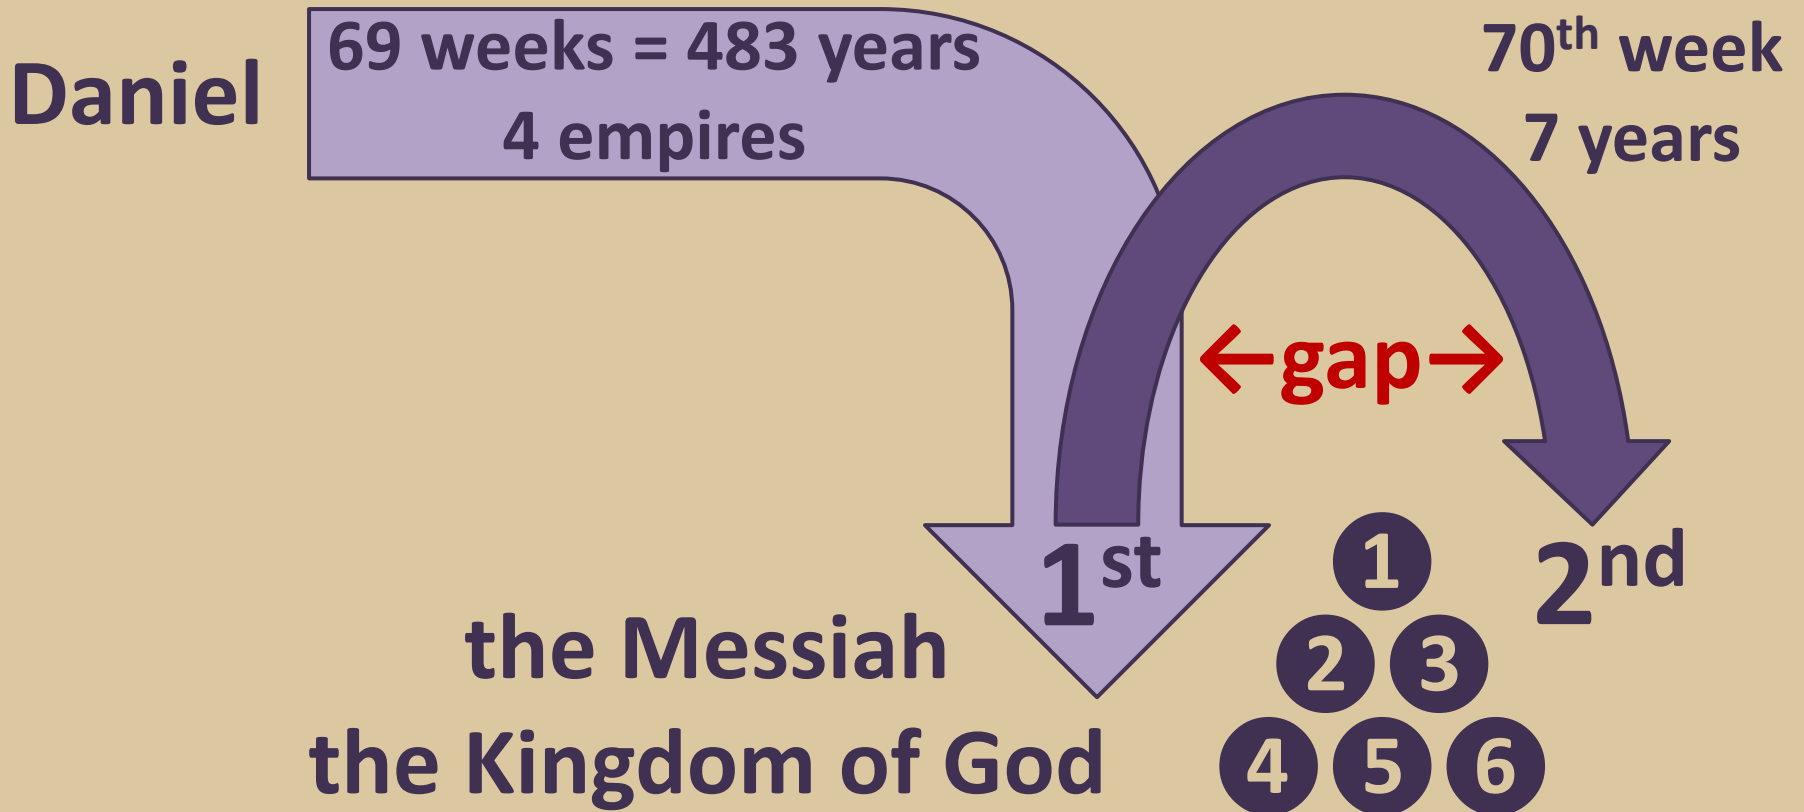 Daniel
69 weeks = 483 years
4 empires
70th week
7 years
←gap→
1st
2nd
the Messiah
the Kingdom of God
1
2 3
4 5 6